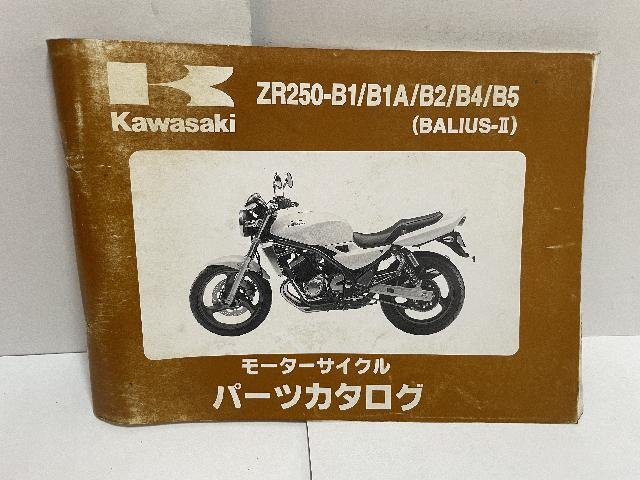 Kawasaki
ZR250-B1/B1A/B2/B4/B5
(BALIUS-II)
モーターサイクル
パーツカタログ